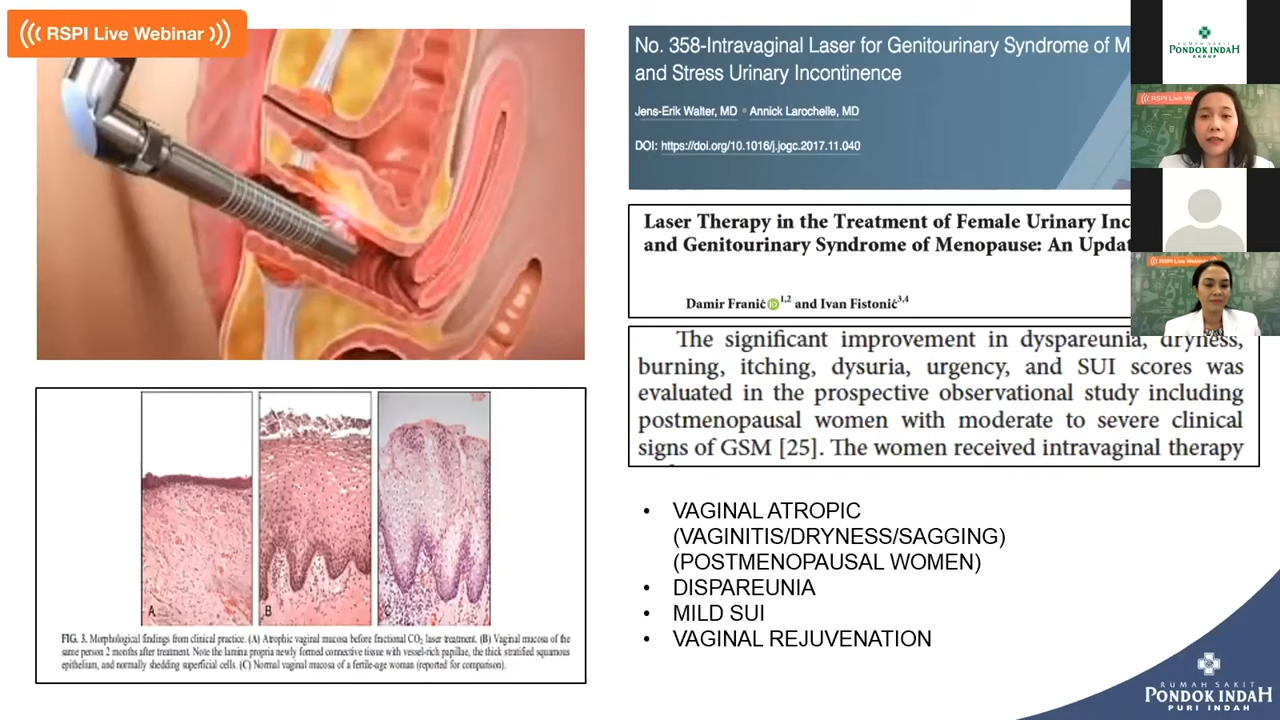 RSPI Live Webinar
No. 358-Intravaginal Laser for Genitourinary Syndrome of M
and Stress Urinary Incontinence
Jens-Erik Walter, MD ° Annick Larochelle, MD
DOI: https://doi.org/10.1016/j.jogc.2017.11.040
Laser Therapy in the Treatment of Female Urinary Inc
and Genitourinary Syndrome of Menopause: An Updat
Damir Franić 1,2 and Ivan Fistonić3,4
The significant improvement in dyspareunia, dryness,
burning, itching, dysuria, urgency, and SUI scores was
evaluated in the prospective observational study including
postmenopausal women with moderate to severe clinical
signs of GSM [25]. The women received intravaginal therapy
A
B
C
FIG. 3. Morphological findings from clinical practice. (A) Atrophic vaginal mucosa before fractional CO2 laser treatment. (B) Vaginal mucosa of the
same person 2 months after treatment. Note the lamina propria newly formed connective tissue with vessel-rich papillae, the thick stratified squamous
epithelium, and normally shedding superficial cells. (C) Normal vaginal mucosa of a fertile-age woman (reported for comparison).
• VAGINAL ATROPIC
(VAGINITIS/DRYNESS/SAGGING)
(POSTMENOPAUSAL WOMEN)
• DISPAREUNIA
• MILD SUI
• VAGINAL REJUVENATION
RUMAH SAKIT
PONDOK INDAH
GROUP
RSPI Live We
RSPI Live Webinar
RUMAH SAKIT
PONDOK INDAH
PURI INDAH